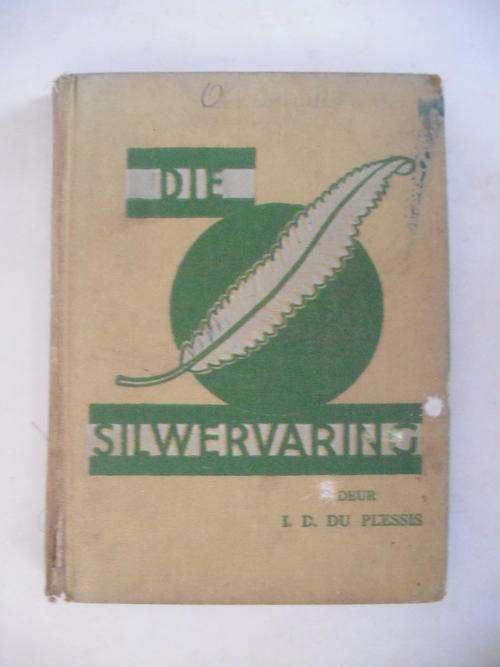 DIE
SILWERVARING
DEUR
I. D. DU PLESSIS